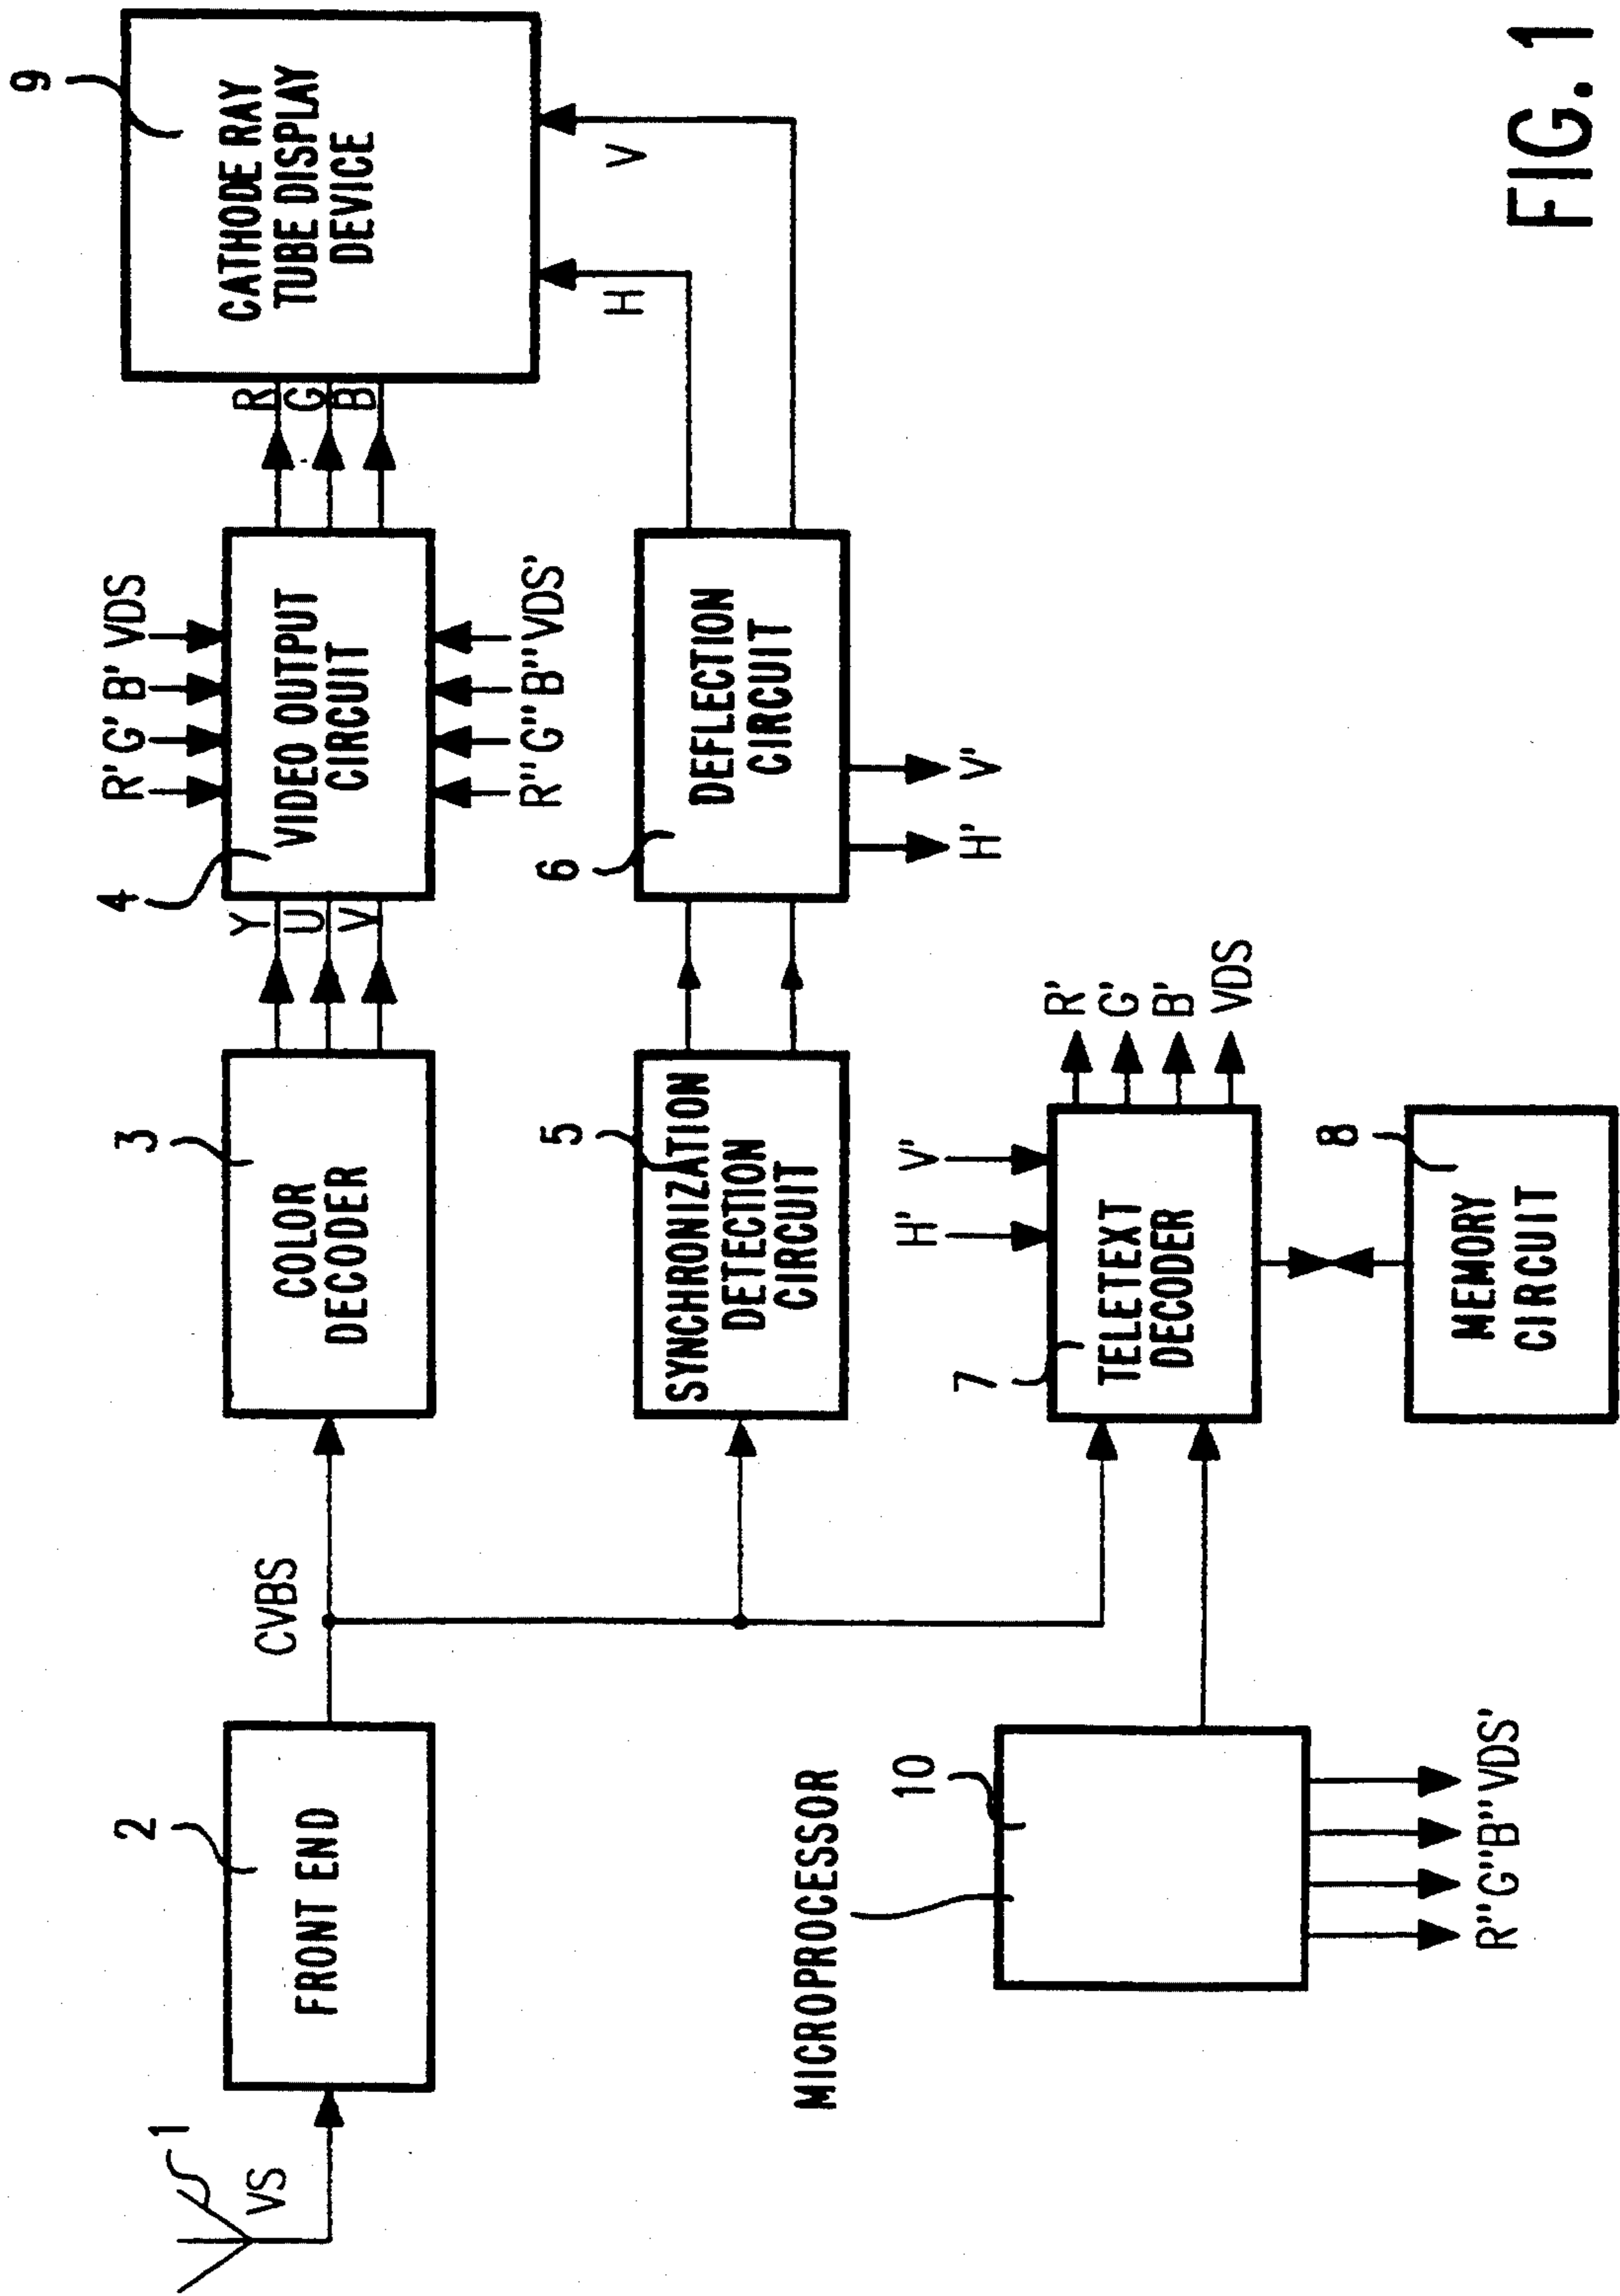 1
VS
2
FRONT END
CVBS
3
COLOR
DECODER
Y
U
V
4
VIDEO OUTPUT
CIRCUIT
R' G' B' VDS
R" G" B" VDS'
R
G
B
9
CATHODE RAY
TUBE DISPLAY
DEVICE
5
SYNCHRONIZATION
DETECTION
CIRCUIT
6
DEFLECTION
CIRCUIT
H
V
H' V'
MICROPROCESSOR
10
R" G" B" VDS'
7
TELETEXT
DECODER
H' V'
R'
G'
B'
VDS
8
MEMORY
CIRCUIT
FIG. 1